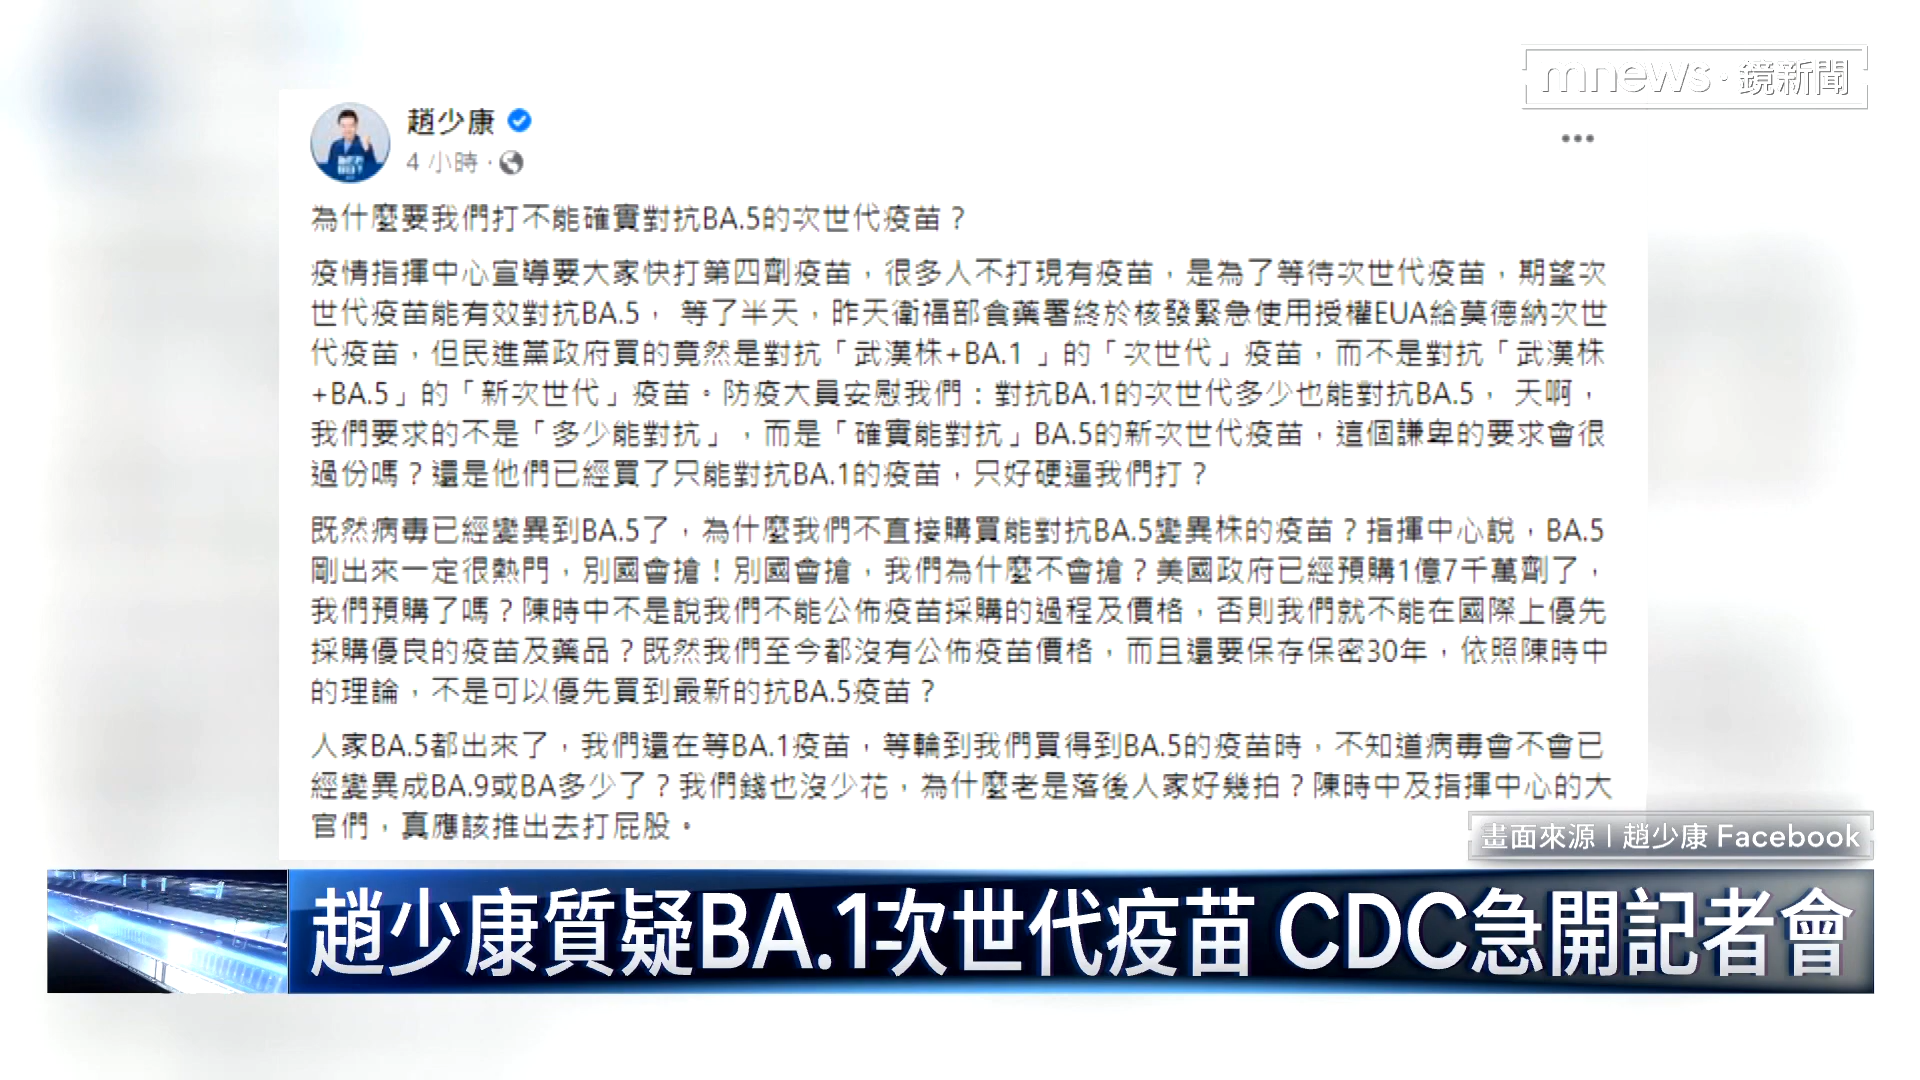 mnews·鏡新聞
趙少康
4 小時·
為什麼要我們打不能確實對抗BA.5的次世代疫苗？
疫情指揮中心宣導要大家快打第四劑疫苗，很多人不打現有疫苗，是為了等待次世代疫苗，期望次
世代疫苗能有效對抗BA.5， 等了半天，昨天衛福部食藥署終於核發緊急使用授權EUA給莫德納次世
代疫苗，但民進黨政府買的竟然是對抗「武漢株+BA.1 」的「次世代」疫苗，而不是對抗「武漢株
+BA.5」的「新次世代」疫苗。防疫大員安慰我們：對抗BA.1的次世代多少也能對抗BA.5， 天啊，
我們要求的不是「多少能對抗」，而是「確實能對抗」BA.5的新次世代疫苗，這個謙卑的要求會很
過份嗎？還是他們已經買了只能對抗BA.1的疫苗，只好硬逼我們打？
既然病毒已經變異到BA.5了，為什麼我們不直接購買能對抗BA.5變異株的疫苗？指揮中心說，BA.5
剛出來一定很熱門，別國會搶！別國會搶，我們為什麼不會搶？美國政府已經預購1億7千萬劑了，
我們預購了嗎？陳時中不是說我們不能公佈疫苗採購的過程及價格，否則我們就不能在國際上優先
採購優良的疫苗及藥品？既然我們至今都沒有公佈疫苗價格，而且還要保存保密30年，依照陳時中
的理論，不是可以優先買到最新的抗BA.5疫苗？
人家BA.5都出來了，我們還在等BA.1疫苗，等輪到我們買得到BA.5的疫苗時，不知道病毒會不會已
經變異成BA.9或BA多少了？我們錢也沒少花，為什麼老是落後人家好幾拍？陳時中及指揮中心的大
官們，真應該推出去打屁股。
畫面來源｜趙少康 Facebook
趙少康質疑BA.1次世代疫苗 CDC急開記者會